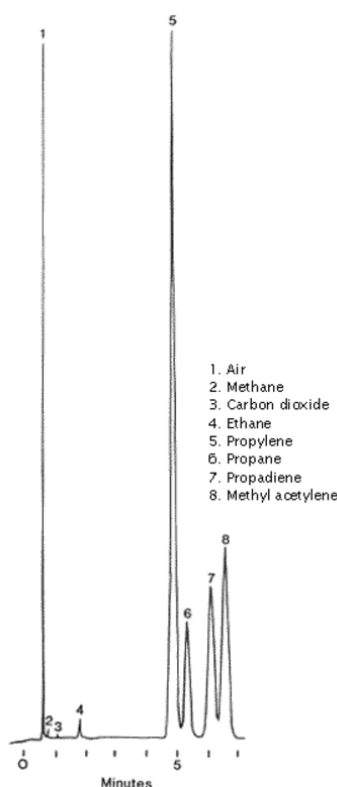 1
5
1. Air
2. Methane
3. Carbon dioxide
4. Ethane
5. Propylene
6. Propane
7. Propadiene
8. Methyl acetylene
8
7
6
4
2
3
0
5
Minutes